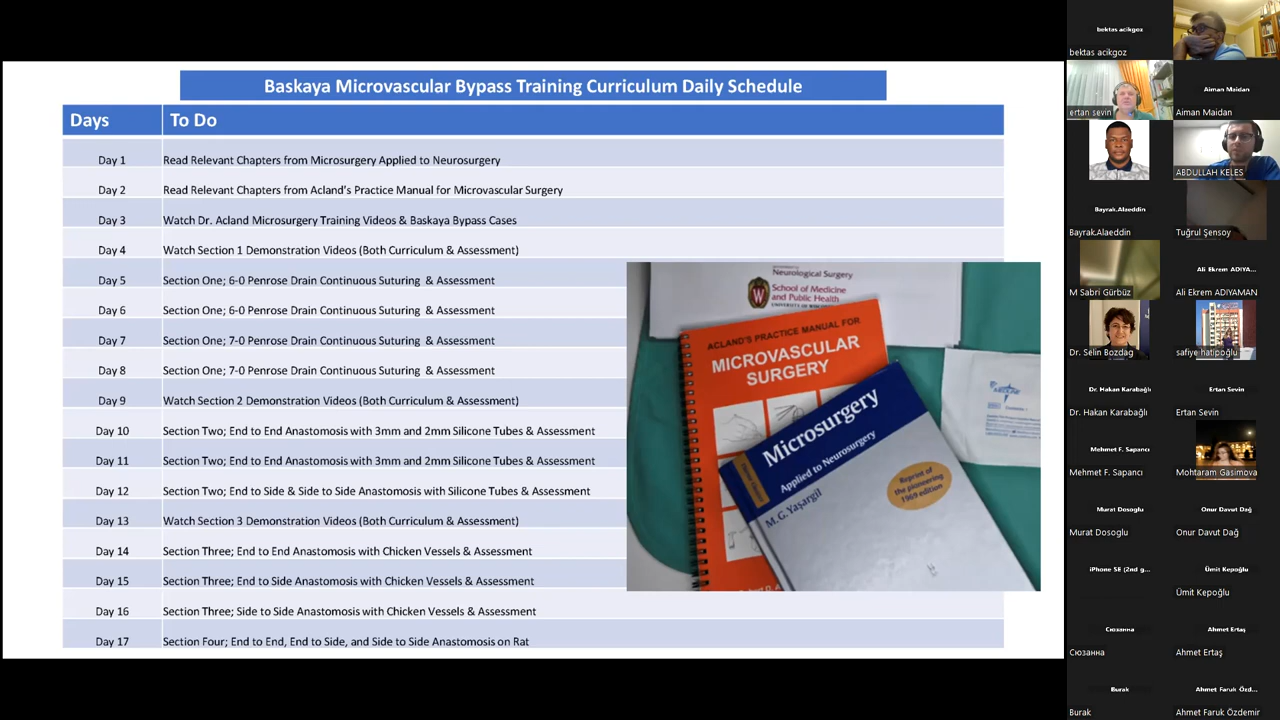 Baskaya Microvascular Bypass Training Curriculum Daily Schedule
Days To Do
Day 1 Read Relevant Chapters from Microsurgery Applied to Neurosurgery
Day 2 Read Relevant Chapters from Acland's Practice Manual for Microvascular Surgery
Day 3 Watch Dr. Acland Microsurgery Training Videos & Baskaya Bypass Cases
Day 4 Watch Section 1 Demonstration Videos (Both Curriculum & Assessment)
Day 5 Section One; 6-0 Penrose Drain Continuous Suturing & Assessment
Day 6 Section One; 6-0 Penrose Drain Continuous Suturing & Assessment
Day 7 Section One; 7-0 Penrose Drain Continuous Suturing & Assessment
Day 8 Section One; 7-0 Penrose Drain Continuous Suturing & Assessment
Day 9 Watch Section 2 Demonstration Videos (Both Curriculum & Assessment)
Day 10 Section Two; End to End Anastomosis with 3mm and 2mm Silicone Tubes & Assessment
Day 11 Section Two; End to End Anastomosis with 3mm and 2mm Silicone Tubes & Assessment
Day 12 Section Two; End to Side & Side to Side Anastomosis with Silicone Tubes & Assessment
Day 13 Watch Section 3 Demonstration Videos (Both Curriculum & Assessment)
Day 14 Section Three; End to End Anastomosis with Chicken Vessels & Assessment
Day 15 Section Three; End to Side Anastomosis with Chicken Vessels & Assessment
Day 16 Section Three; Side to Side Anastomosis with Chicken Vessels & Assessment
Day 17 Section Four; End to End, End to Side, and Side to Side Anastomosis on Rat
Neurological Surgery
School of Medicine
and Public Health
ACLAND'S PRACTICE MANUAL FOR
MICROVASCULAR
SURGERY
Microsurgery
Applied to Neurosurgery
M. G. Yaşargil
Reprint of
the pioneering
1969 edition
bektas acikgoz
bektas acikgoz
ertan sevin
Aiman Maidan
Aiman Maidan
ABDULLAH KELES
Bayrak.Alaeddin
Bayrak.Alaeddin
Tuğrul Şensoy
M Sabri Gürbüz
Ali Ekrem ADIYA...
Ali Ekrem ADIYAMAN
Dr. Selin Bozdag
safiye hatipoğlu
Dr. Hakan Karabağlı
Dr. Hakan Karabağlı
Ertan Sevin
Ertan Sevin
Mehmet F. Sapancı
Mehmet F. Sapancı
Mohtaram Gasimova
Murat Dosoglu
Murat Dosoglu
Onur Davut Dağ
Onur Davut Dağ
iPhone SE (2nd g...
Ümit Kepoğlu
Ümit Kepoğlu
Сюзанна
Сюзанна
Ahmet Ertaş
Ahmet Ertaş
Burak
Burak
Ahmet Faruk Özd...
Ahmet Faruk Özdemir